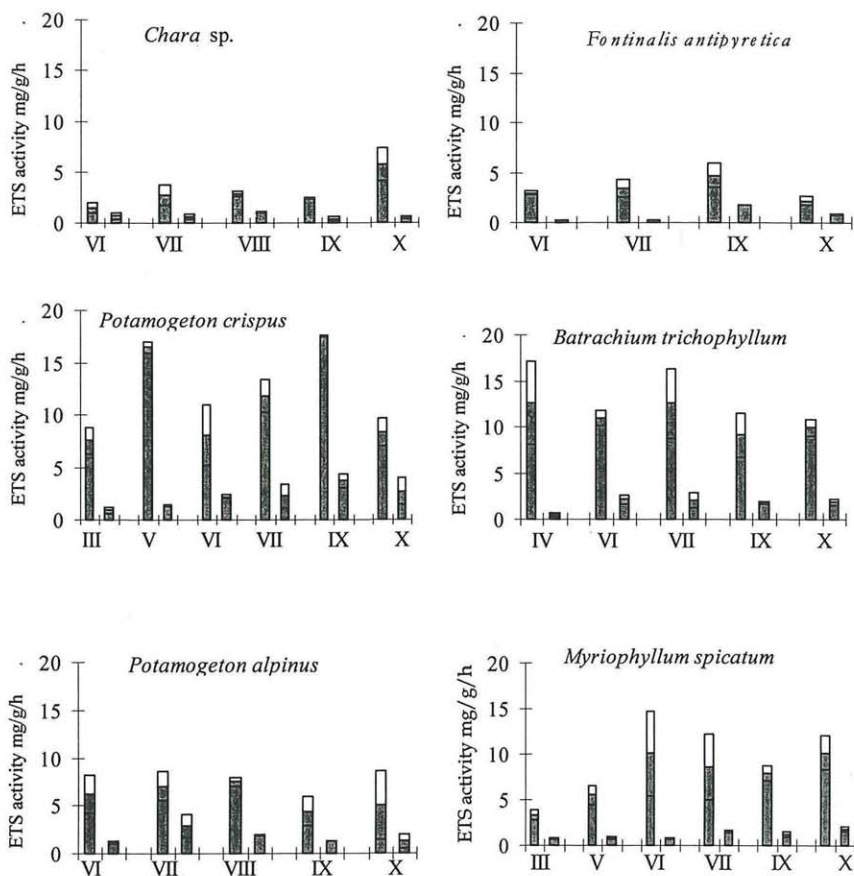 Chara sp.
ETS activity mg/g/h
20
15
10
5
0
VI VII VIII IX X
Fontinalis antipyretica
ETS activity mg/g/h
20
15
10
5
0
VI VII IX X
Potamogeton crispus
ETS activity mg/g/h
20
15
10
5
0
III V VI VII IX X
Batrachium trichophyllum
ETS activity mg/g/h
20
15
10
5
0
IV VI VII IX X
Potamogeton alpinus
ETS activity mg/g/h
20
15
10
5
0
VI VII VIII IX X
Myriophyllum spicatum
ETS activity mg/g/h
20
15
10
5
0
III V VI VII IX X